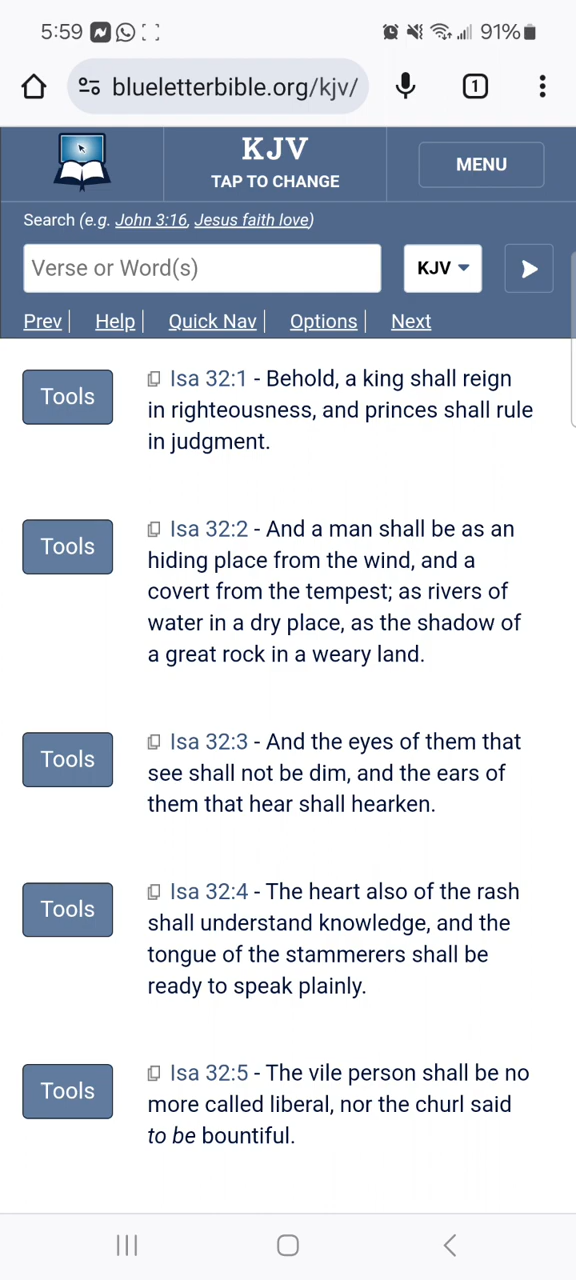 5:59
91%
blueletterbible.org/kjv/
1
KJV
TAP TO CHANGE
MENU
Search (e.g. John 3:16, Jesus faith love)
Verse or Word(s)
KJV
Prev | Help | Quick Nav | Options | Next
Tools
Isa 32:1 - Behold, a king shall reign
in righteousness, and princes shall rule
in judgment.
Tools
Isa 32:2 - And a man shall be as an
hiding place from the wind, and a
covert from the tempest; as rivers of
water in a dry place, as the shadow of
a great rock in a weary land.
Tools
Isa 32:3 - And the eyes of them that
see shall not be dim, and the ears of
them that hear shall hearken.
Tools
Isa 32:4 - The heart also of the rash
shall understand knowledge, and the
tongue of the stammerers shall be
ready to speak plainly.
Tools
Isa 32:5 - The vile person shall be no
more called liberal, nor the churl said
to be bountiful.